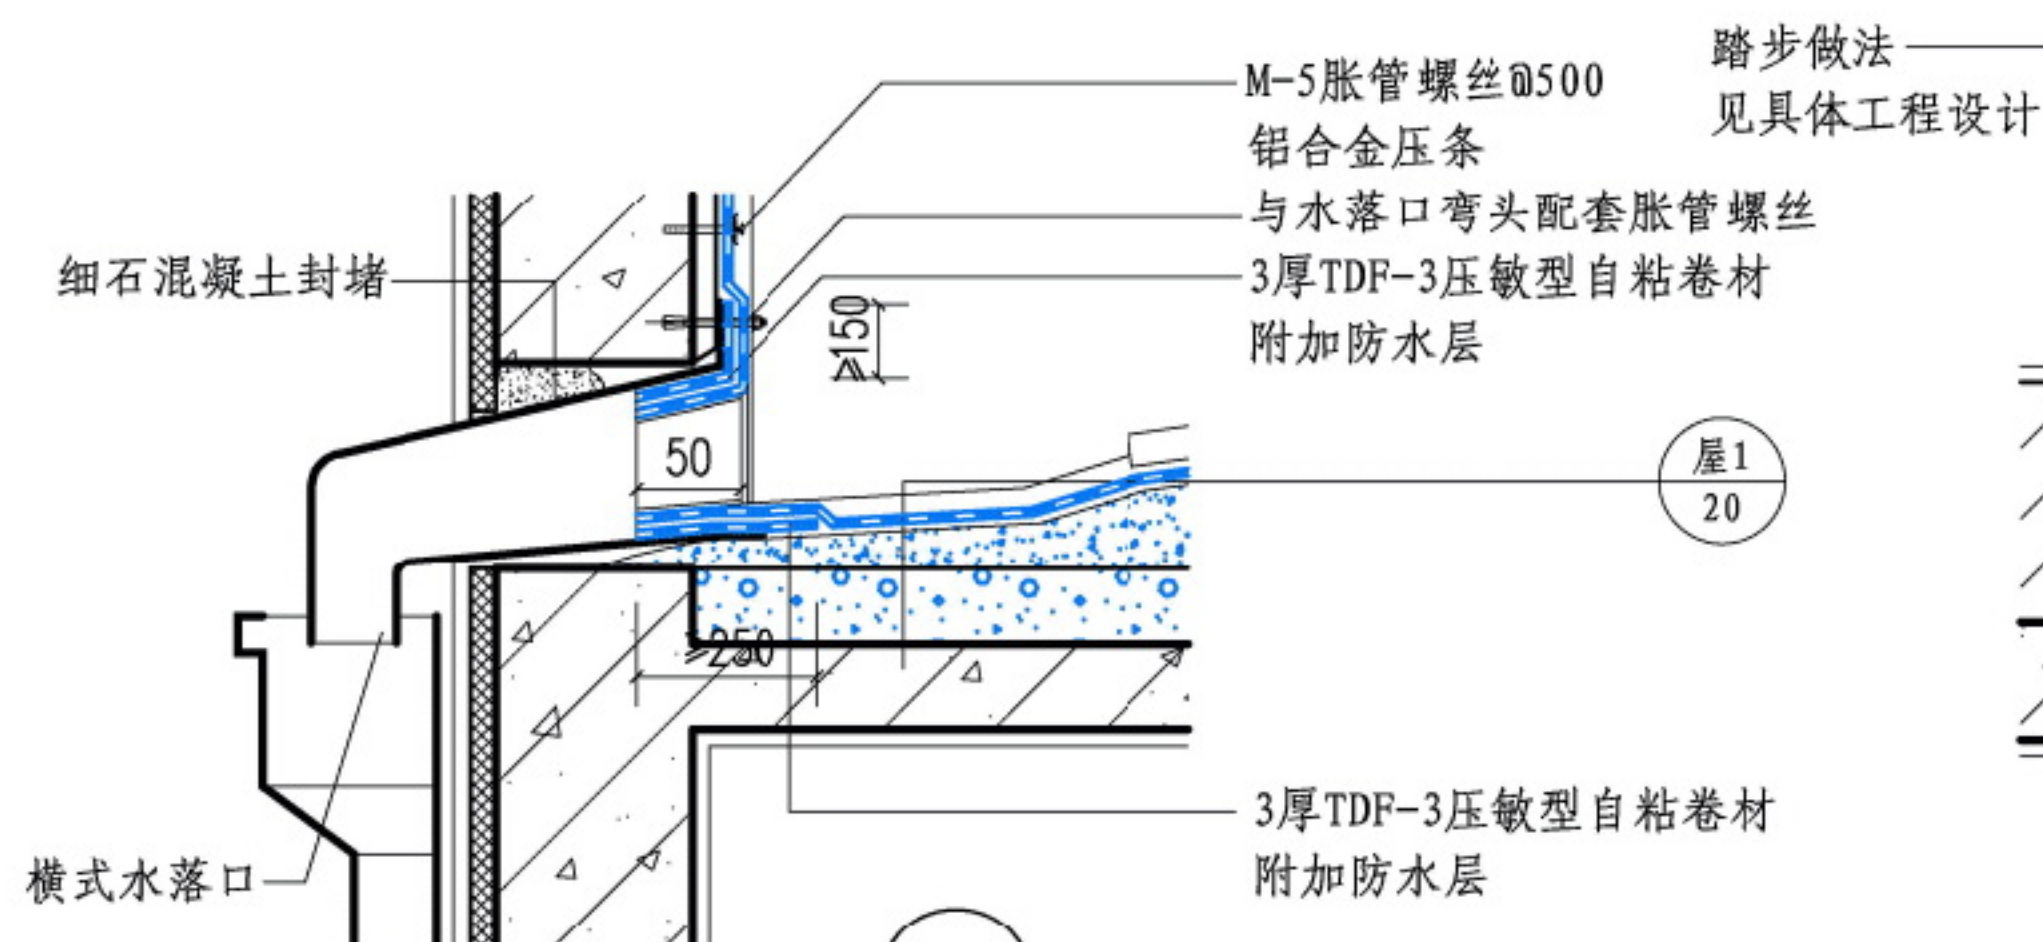 踏步做法
见具体工程设计
M-5胀管螺丝@500
铝合金压条
与水落口弯头配套胀管螺丝
3厚TDF-3压敏型自粘卷材
附加防水层
细石混凝土封堵
≥150
50
屋1
20
≥250
3厚TDF-3压敏型自粘卷材
附加防水层
横式水落口